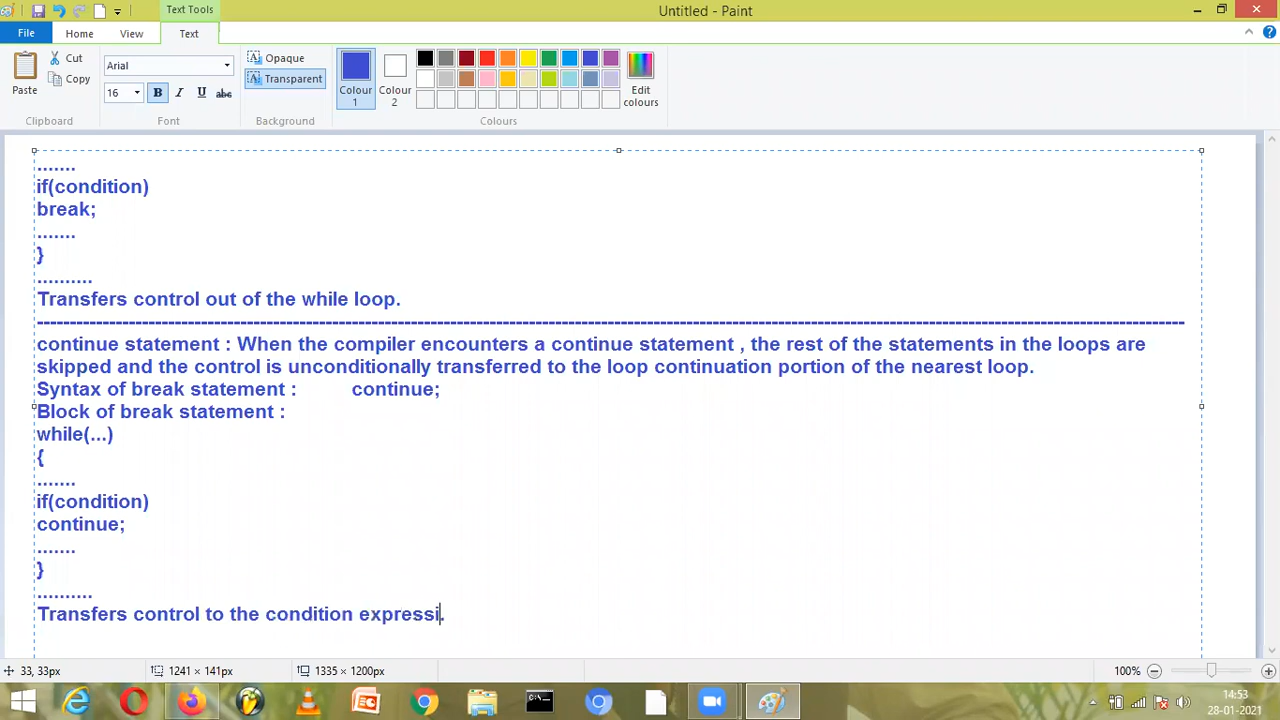 Text Tools
Untitled - Paint
File
Home
View
Text
Paste
Cut
Copy
Clipboard
Arial
16
B
I
U
abc
Font
Opaque
Transparent
Background
Colour 1
Colour 2
Edit colours
Colours
.......
if(condition)
break;
.......
}
..........
Transfers control out of the while loop.
--------------------------------------------------------------------------------------------------------------------------------
continue statement : When the compiler encounters a continue statement , the rest of the statements in the loops are
skipped and the control is unconditionally transferred to the loop continuation portion of the nearest loop.
Syntax of break statement : continue;
Block of break statement :
while(...)
{
.......
if(condition)
continue;
.......
}
..........
Transfers control to the condition expressi.
33, 33px
1241 × 141px
1335 × 1200px
100%
14:53
28-01-2021